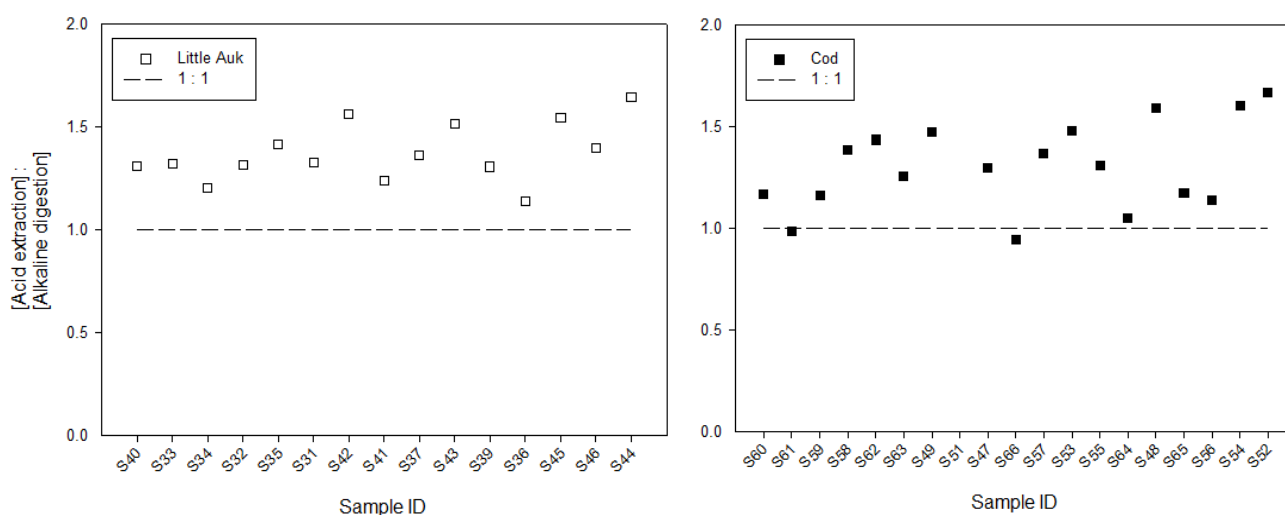 [Acid extraction] :
[Alkaline digestion]
2.0
1.5
1.0
0.5
0.0
Little Auk
1 : 1
S40 S33 S34 S32 S35 S31 S42 S41 S37 S43 S39 S36 S45 S46 S44
Sample ID
2.0
1.5
1.0
0.5
0.0
Cod
1 : 1
S60 S61 S59 S58 S62 S63 S49 S51 S47 S66 S57 S53 S55 S64 S48 S65 S56 S54 S52
Sample ID